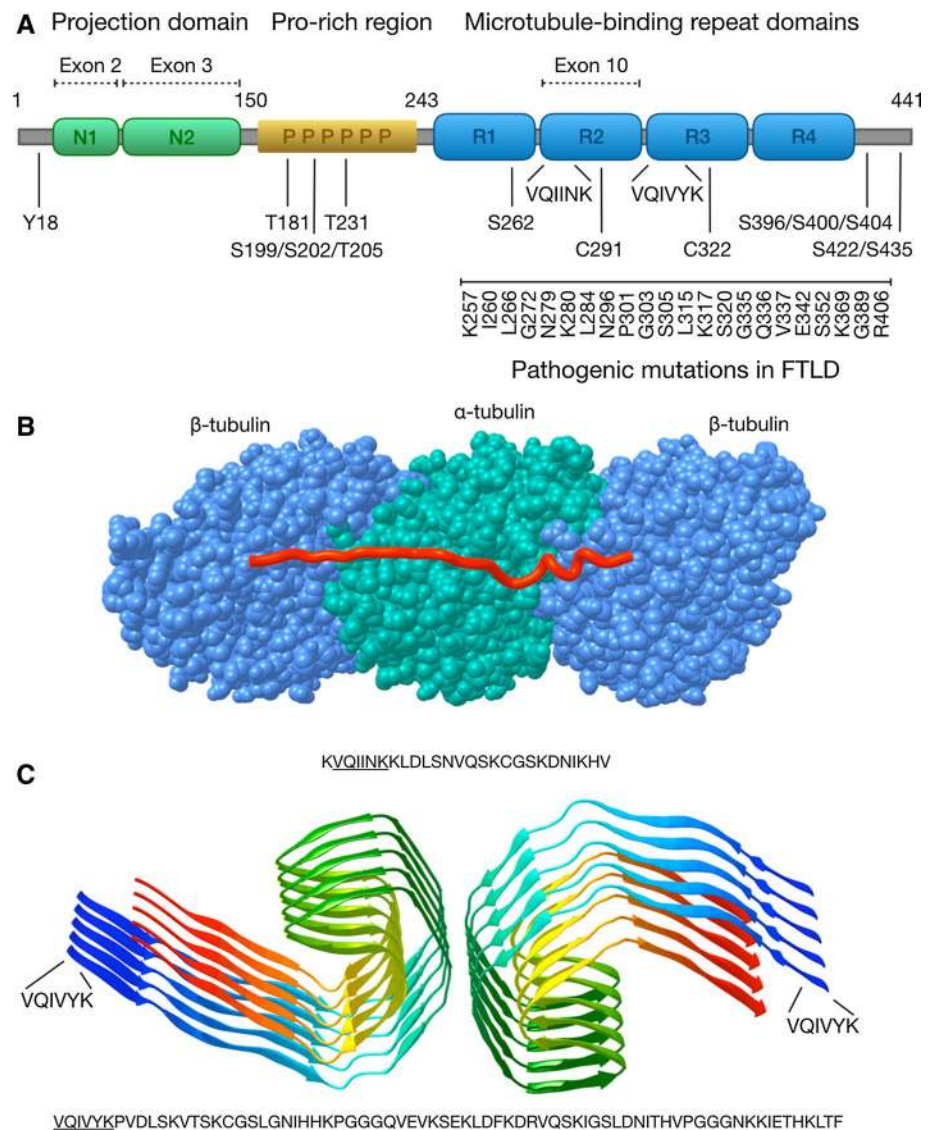 A
Projection domain Pro-rich region Microtubule-binding repeat domains
Exon 2 Exon 3 Exon 10
1 150 243 441
N1 N2 P P P P P P R1 R2 R3 R4
VQIINK VQIVYK
Y18 T181 T231 S262 S396/S400/S404
S199/S202/T205 C291 C322 S422/S435
K257
I260
L266
G272
N279
K280
L284
N296
P301
G303
S305
L315
K317
S320
G335
Q336
V337
E342
S352
K369
G389
R406
Pathogenic mutations in FTLD
B
β-tubulin α-tubulin β-tubulin
KVQIINKKLDLSNVQSKCGSKDNIKHV
C
VQIVYK VQIVYK
VQIVYKPVDLSKVTSKCGSLGNIHHKPGGGQVEVKSEKLDFKDRVQSKIGSLDNITHVPGGGNKKIETHKLTF